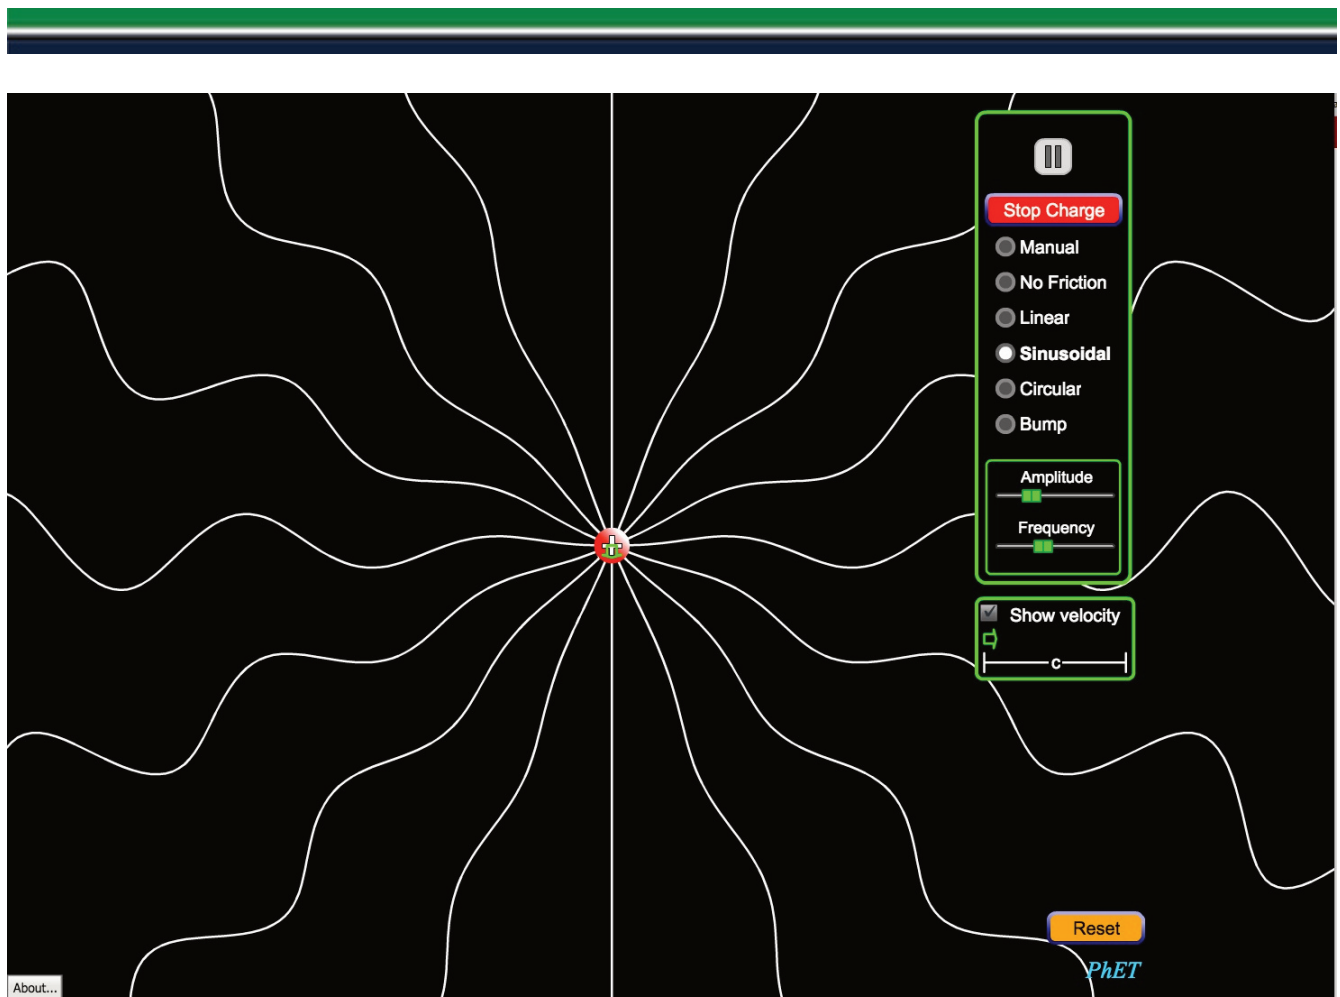 Stop Charge
Manual
No Friction
Linear
Sinusoidal
Circular
Bump
Amplitude
Frequency
Show velocity
c
Reset
PhET
About...